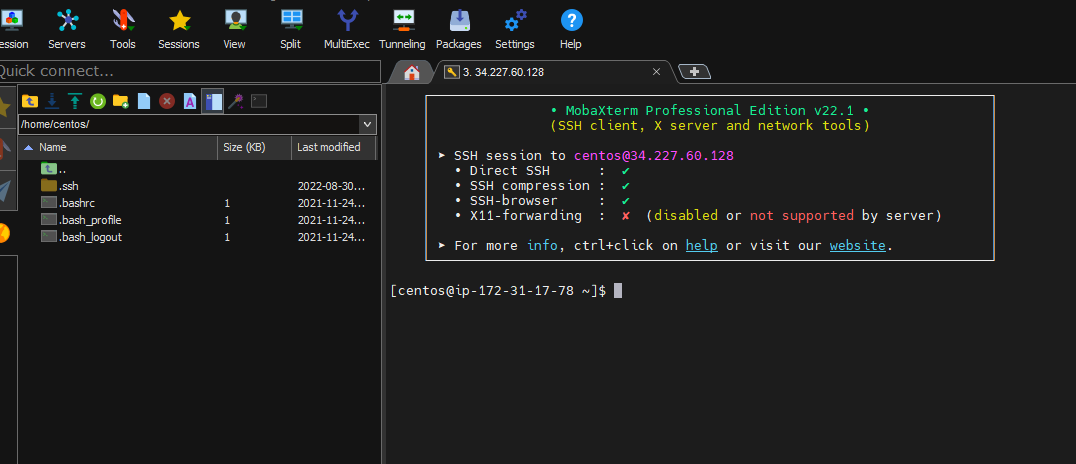 ession Servers Tools Sessions View Split MultiExec Tunneling Packages Settings Help
Quick connect...
3. 34.227.60.128
/home/centos/
Name Size (KB) Last modified
..
.ssh 2022-08-30...
.bashrc 1 2021-11-24...
.bash_profile 1 2021-11-24...
.bash_logout 1 2021-11-24...
• MobaXterm Professional Edition v22.1 •
(SSH client, X server and network tools)
➤ SSH session to centos@34.227.60.128
• Direct SSH : ✔
• SSH compression : ✔
• SSH-browser : ✔
• X11-forwarding : ✘ (disabled or not supported by server)
➤ For more info, ctrl+click on help or visit our website.
[centos@ip-172-31-17-78 ~]$